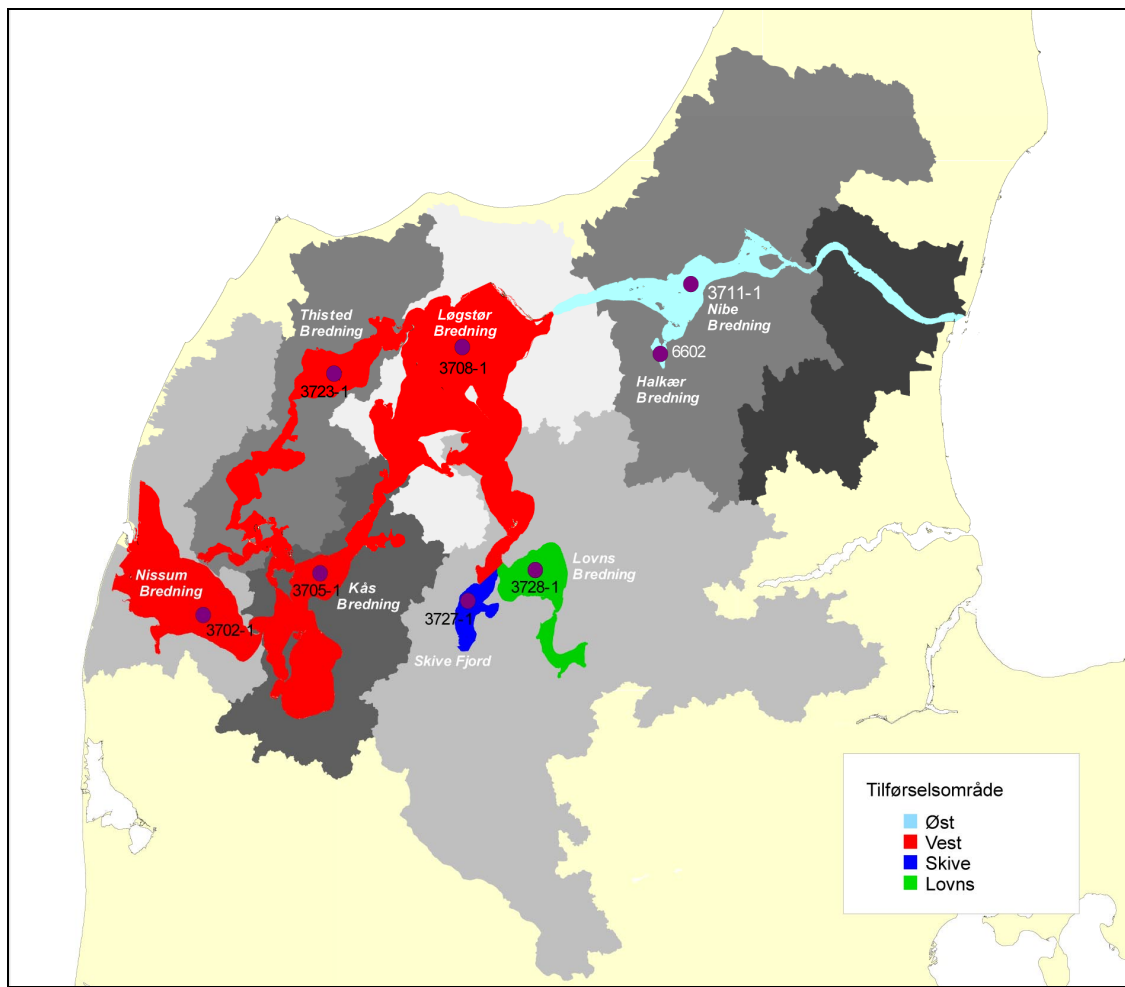 Thisted
Bredning
3723-1
Løgstør
Bredning
3708-1
3711-1
Nibe
Bredning
6602
Halkær
Bredning
Nissum
Bredning
3702-1
3705-1
Kås
Bredning
Lovns
Bredning
3728-1
3727-1
Skive Fjord
Tilførselsområde
Øst
Vest
Skive
Lovns